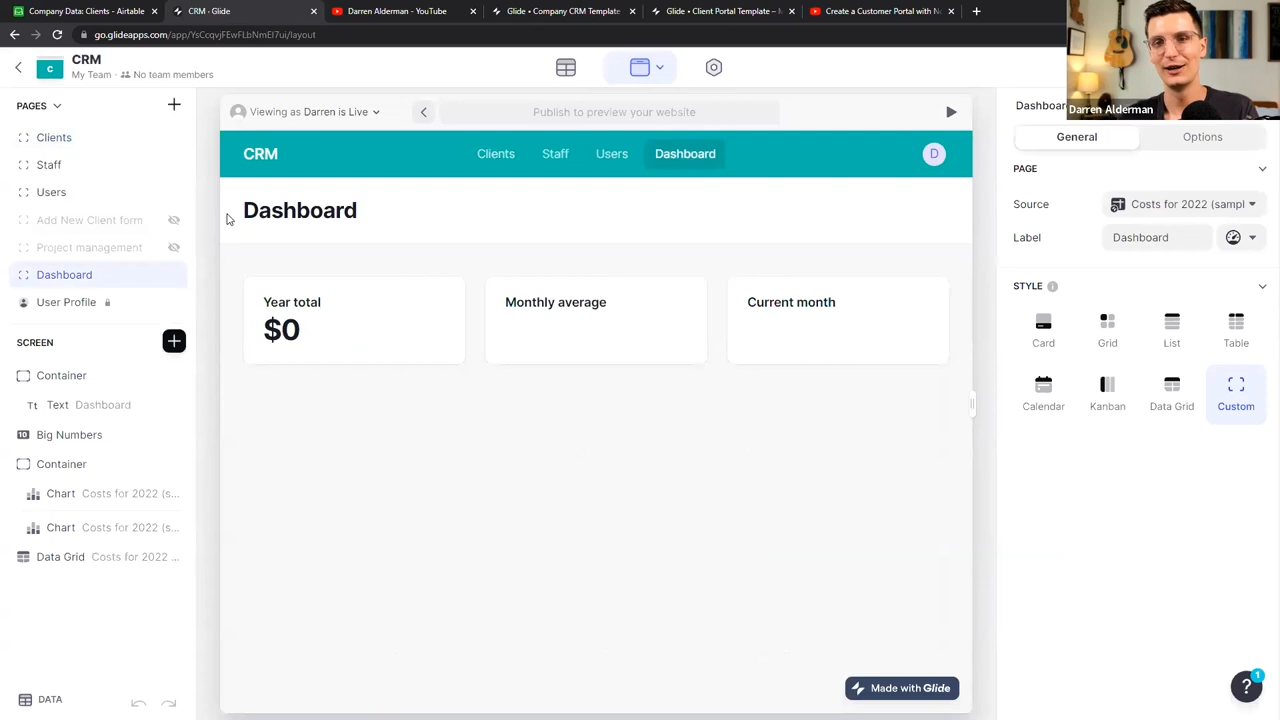 Company Data: Clients - Airtable
CRM · Glide
Darren Alderman - YouTube
Glide • Company CRM Template
Glide • Client Portal Template – M
Create a Customer Portal with No
go.glideapps.com/app/YsCcqvjFEwFLbNmEl7ui/layout
CRM
My Team · No team members
Darren Alderman
PAGES
Clients
Staff
Users
Add New Client form
Project management
Dashboard
User Profile
SCREEN
Container
Tt Text Dashboard
10 Big Numbers
Container
Chart Costs for 2022 (s...
Chart Costs for 2022 (s...
Data Grid Costs for 2022 ...
DATA
Viewing as Darren is Live
Publish to preview your website
CRM
Clients
Staff
Users
Dashboard
D
Dashboard
Year total
$0
Monthly average
Current month
Made with Glide
General
Options
PAGE
Source
Costs for 2022 (sampl
Label
Dashboard
STYLE
Card
Grid
List
Table
Calendar
Kanban
Data Grid
Custom
?
1